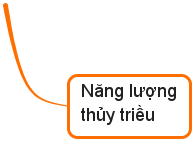 Năng lượng
thủy triều